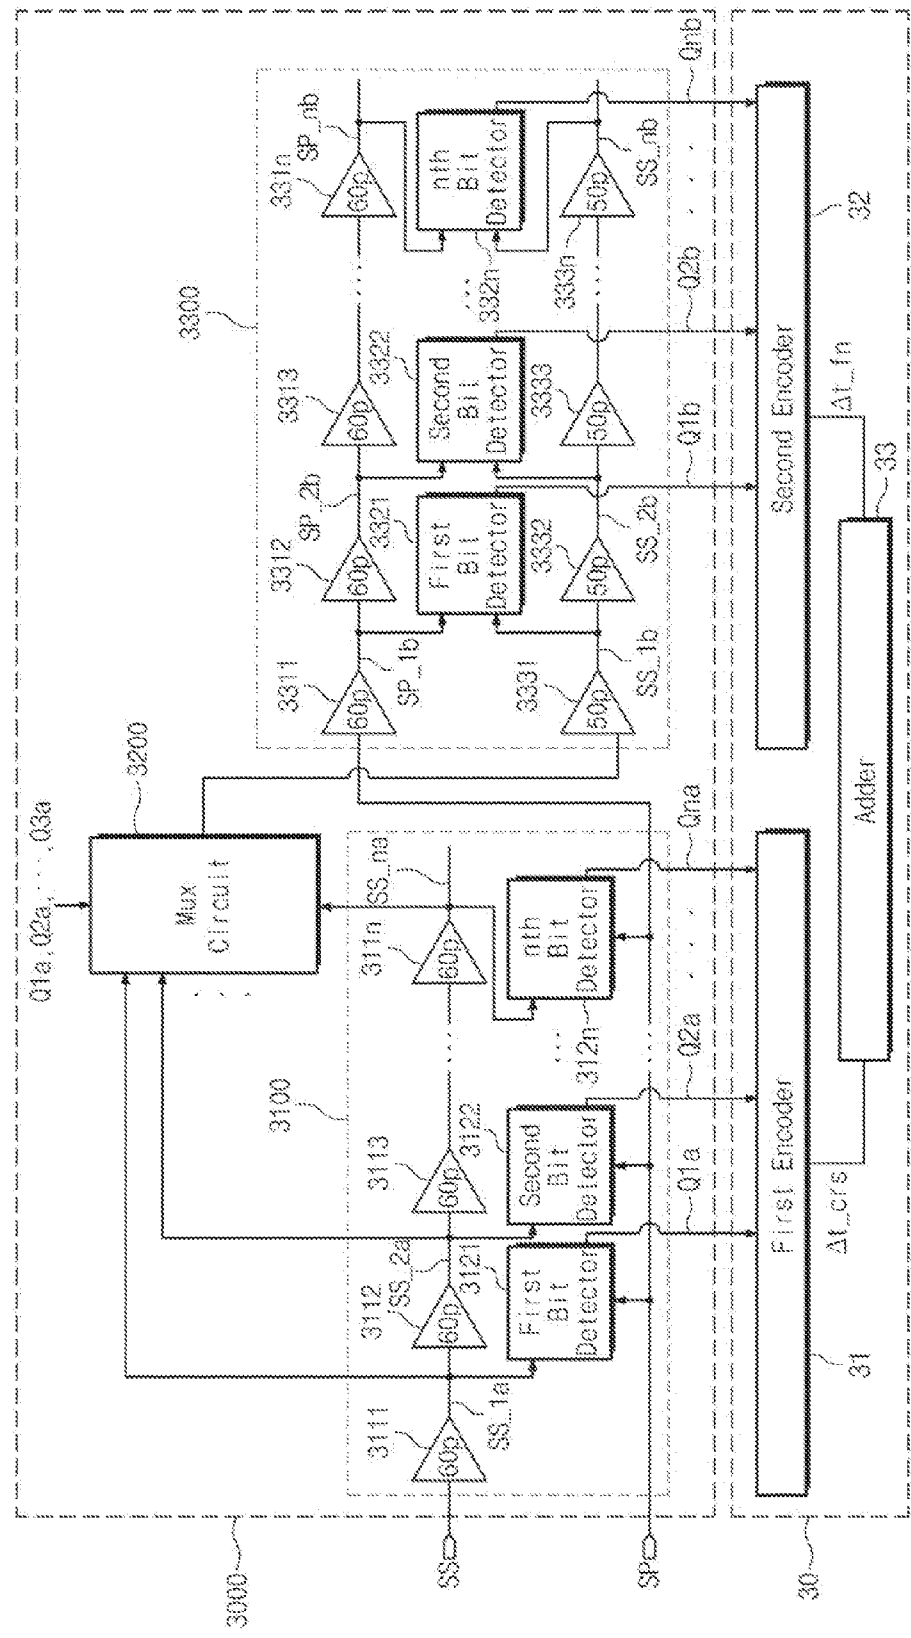 Q1a, Q2a, ···, Q3a
3200
Mux
Circuit
· · ·
3000
SS
SP
3100
3111
60p
SS_1a
3112
60p
SS_2a
3113
60p
· · ·
311n
60p
SS_na
3121
First
Bit
Detector
3122
Second
Bit
Detector
· · ·
312n
nth
Bit
Detector
Q1a
Q2a
· · ·
Qna
3300
3311
60p
SP_1b
3312
60p
SP_2b
3313
60p
· · ·
331n
60p
SP_nb
3321
First
Bit
Detector
3322
Second
Bit
Detector
· · ·
332n
nth
Bit
Detector
3331
50p
SS_1b
3332
50p
SS_2b
3333
50p
· · ·
333n
50p
SS_nb
Q1b
Q2b
· · ·
Qnb
30
31
First Encoder
Δt_crs
32
Second Encoder
Δt_fn
33
Adder